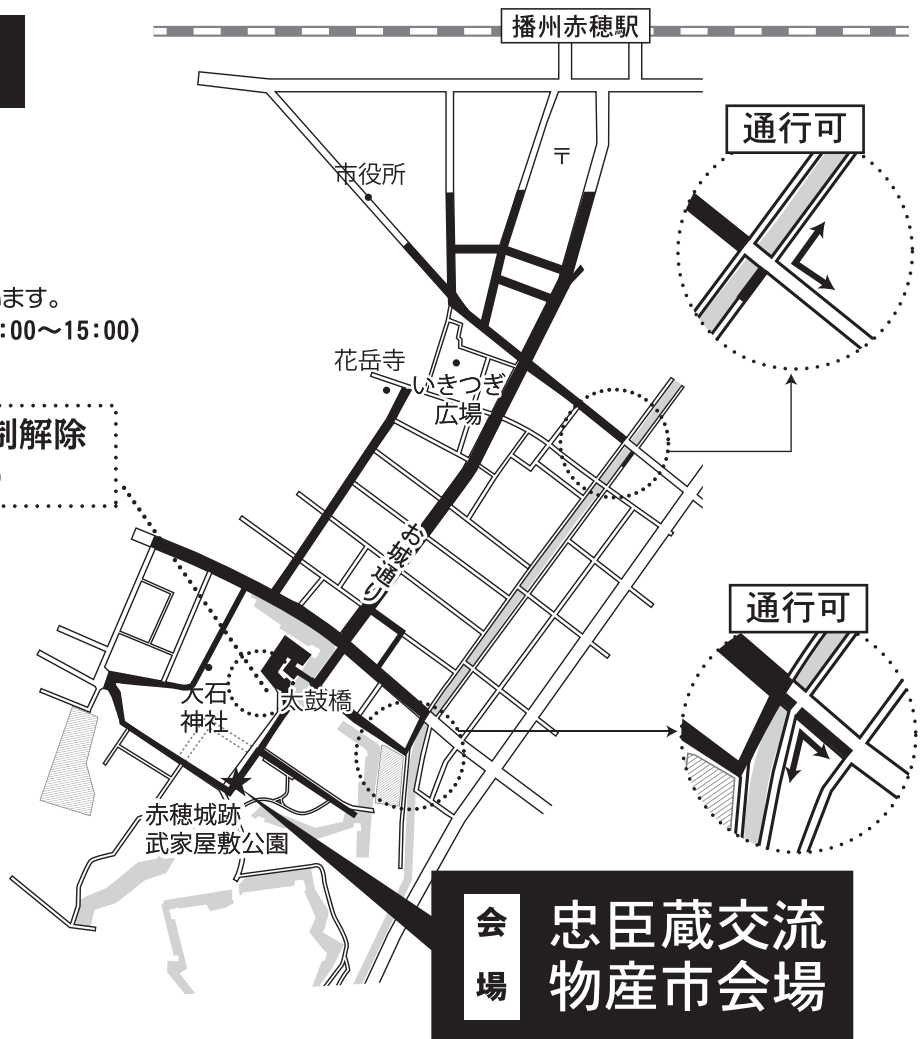 播州赤穂駅
通行可
〒
市役所
ます。
:00〜15:00)
花岳寺
いきつぎ
広場
制解除
お城通り
通行可
大石
神社
太鼓橋
赤穂城跡
武家屋敷公園
会場
忠臣蔵交流
物産市会場